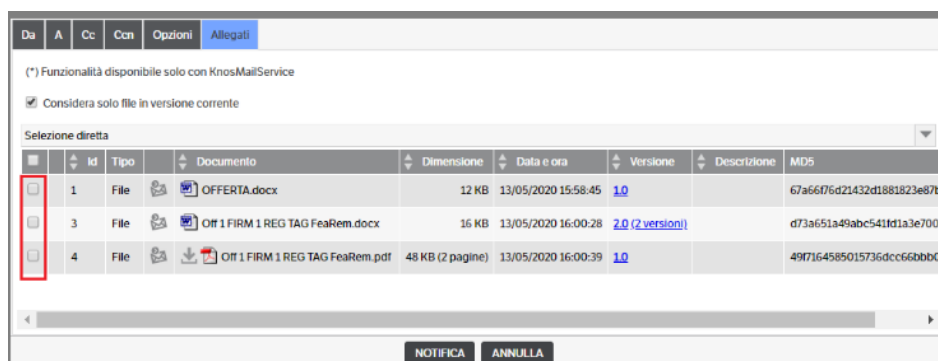 Da A Cc Ccn Opzioni Allegati
(*) Funzionalità disponibile solo con KnosMailService
Considera solo file in versione corrente
Selezione diretta
Id Tipo Documento Dimensione Data e ora Versione Descrizione MD5
1 File OFFERTA.docx 12 KB 13/05/2020 15:58:45 1.0 67a66f76d21432d1881823e87b
3 File Off 1 FIRM 1 REG TAG FeaRem.docx 16 KB 13/05/2020 16:00:28 2.0 (2 versioni) d73a651a49abc541fd1a3e700
4 File Off 1 FIRM 1 REG TAG FeaRem.pdf 48 KB (2 pagine) 13/05/2020 16:00:39 1.0 49f7164585015736dcc66bbb0
NOTIFICA ANNULLA